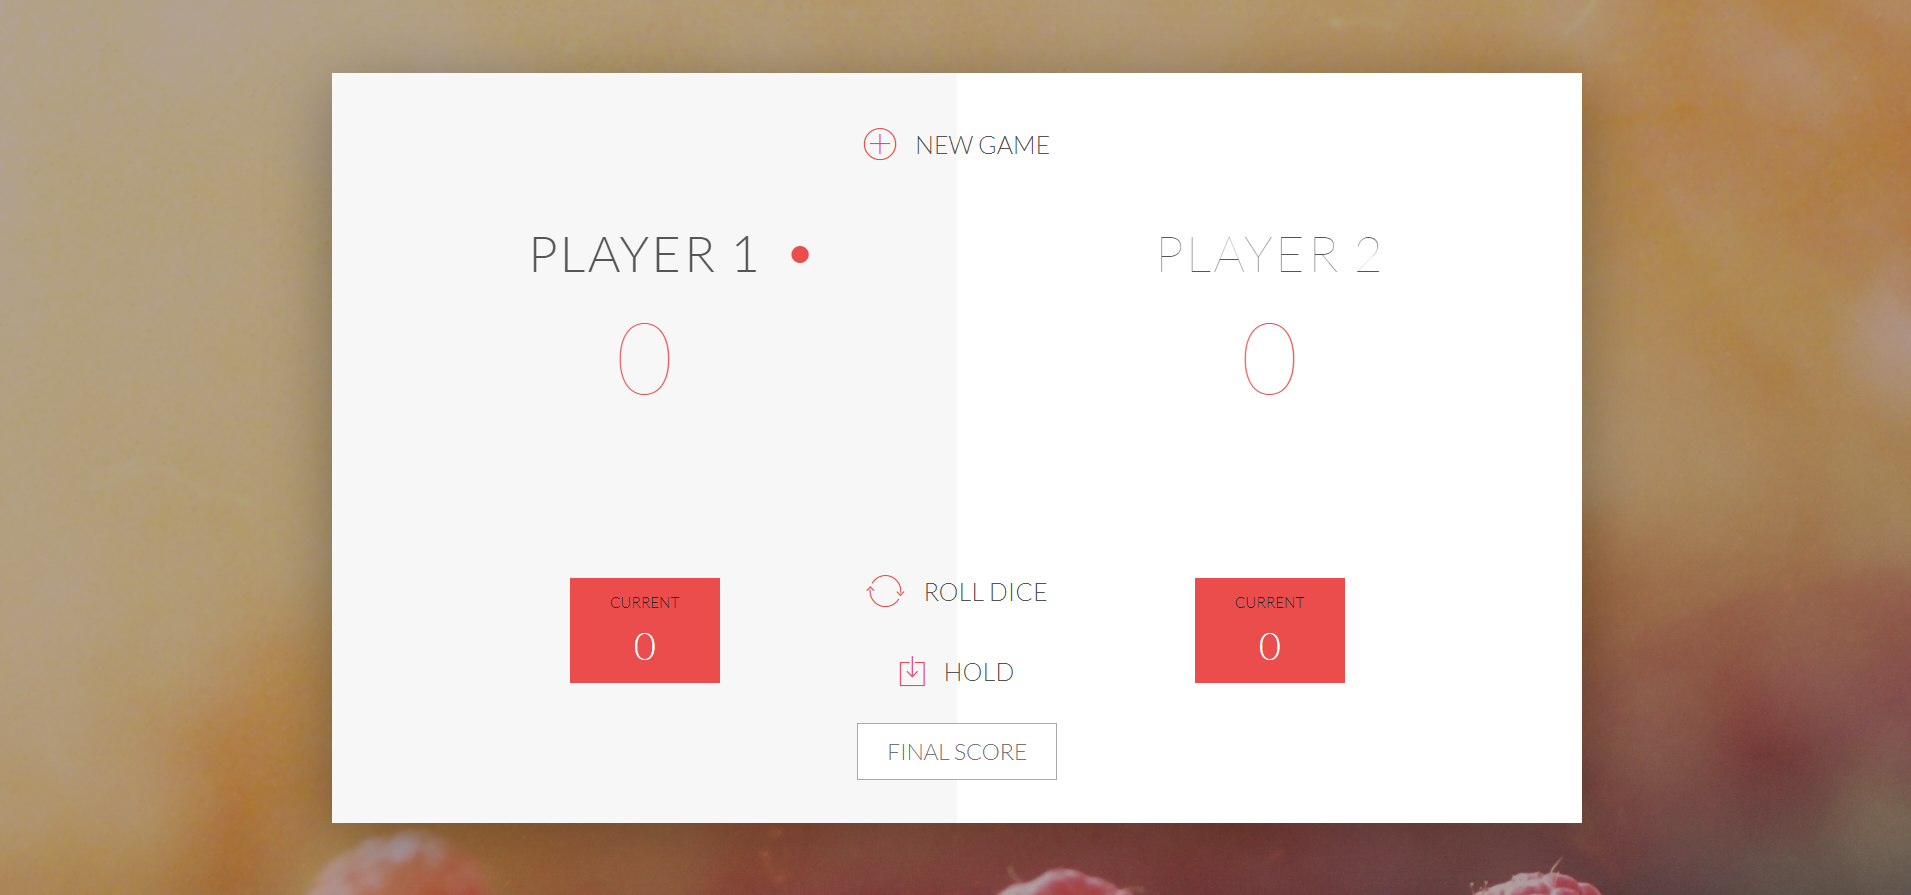 NEW GAME
PLAYER 1
0
PLAYER 2
0
CURRENT
0
ROLL DICE
HOLD
FINAL SCORE
CURRENT
0